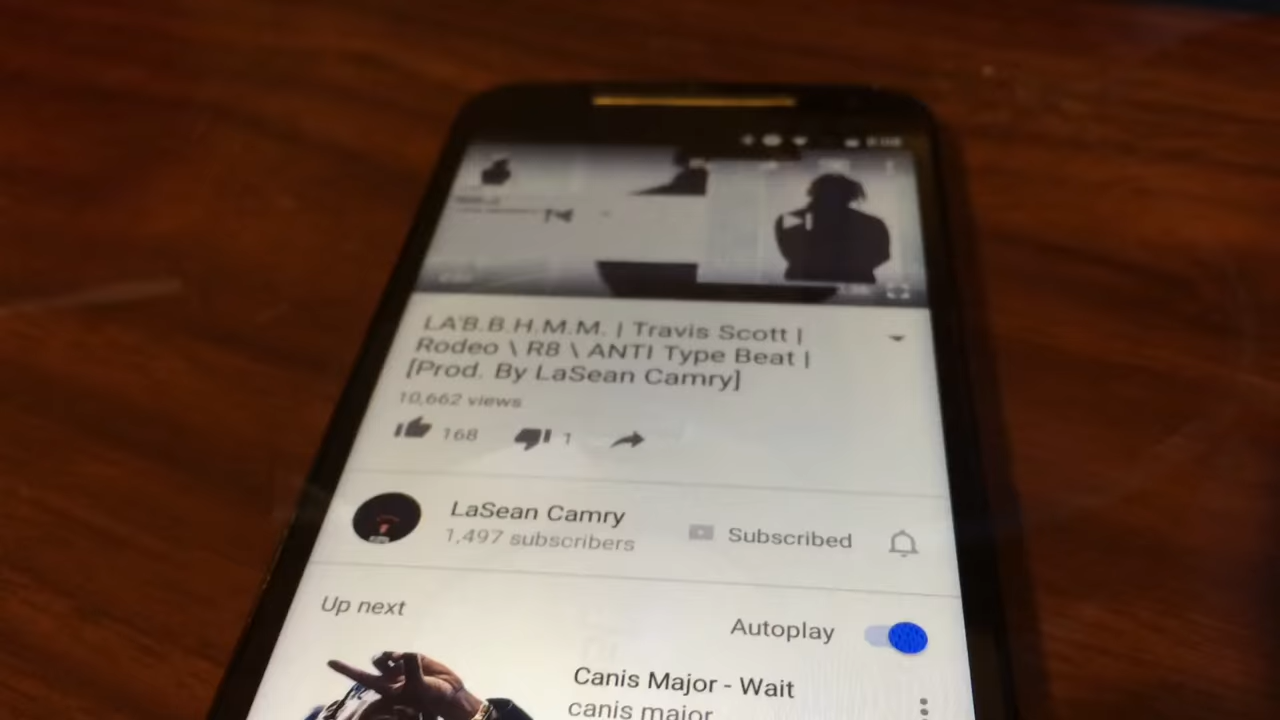 LA'B.B.H.M.M. | Travis Scott |
Rodeo \ R8 \ ANTI Type Beat |
[Prod. By LaSean Camry]
10,662 views
168
1
LaSean Camry
1,497 subscribers
Subscribed
Up next
Autoplay
Canis Major - Wait
canis major